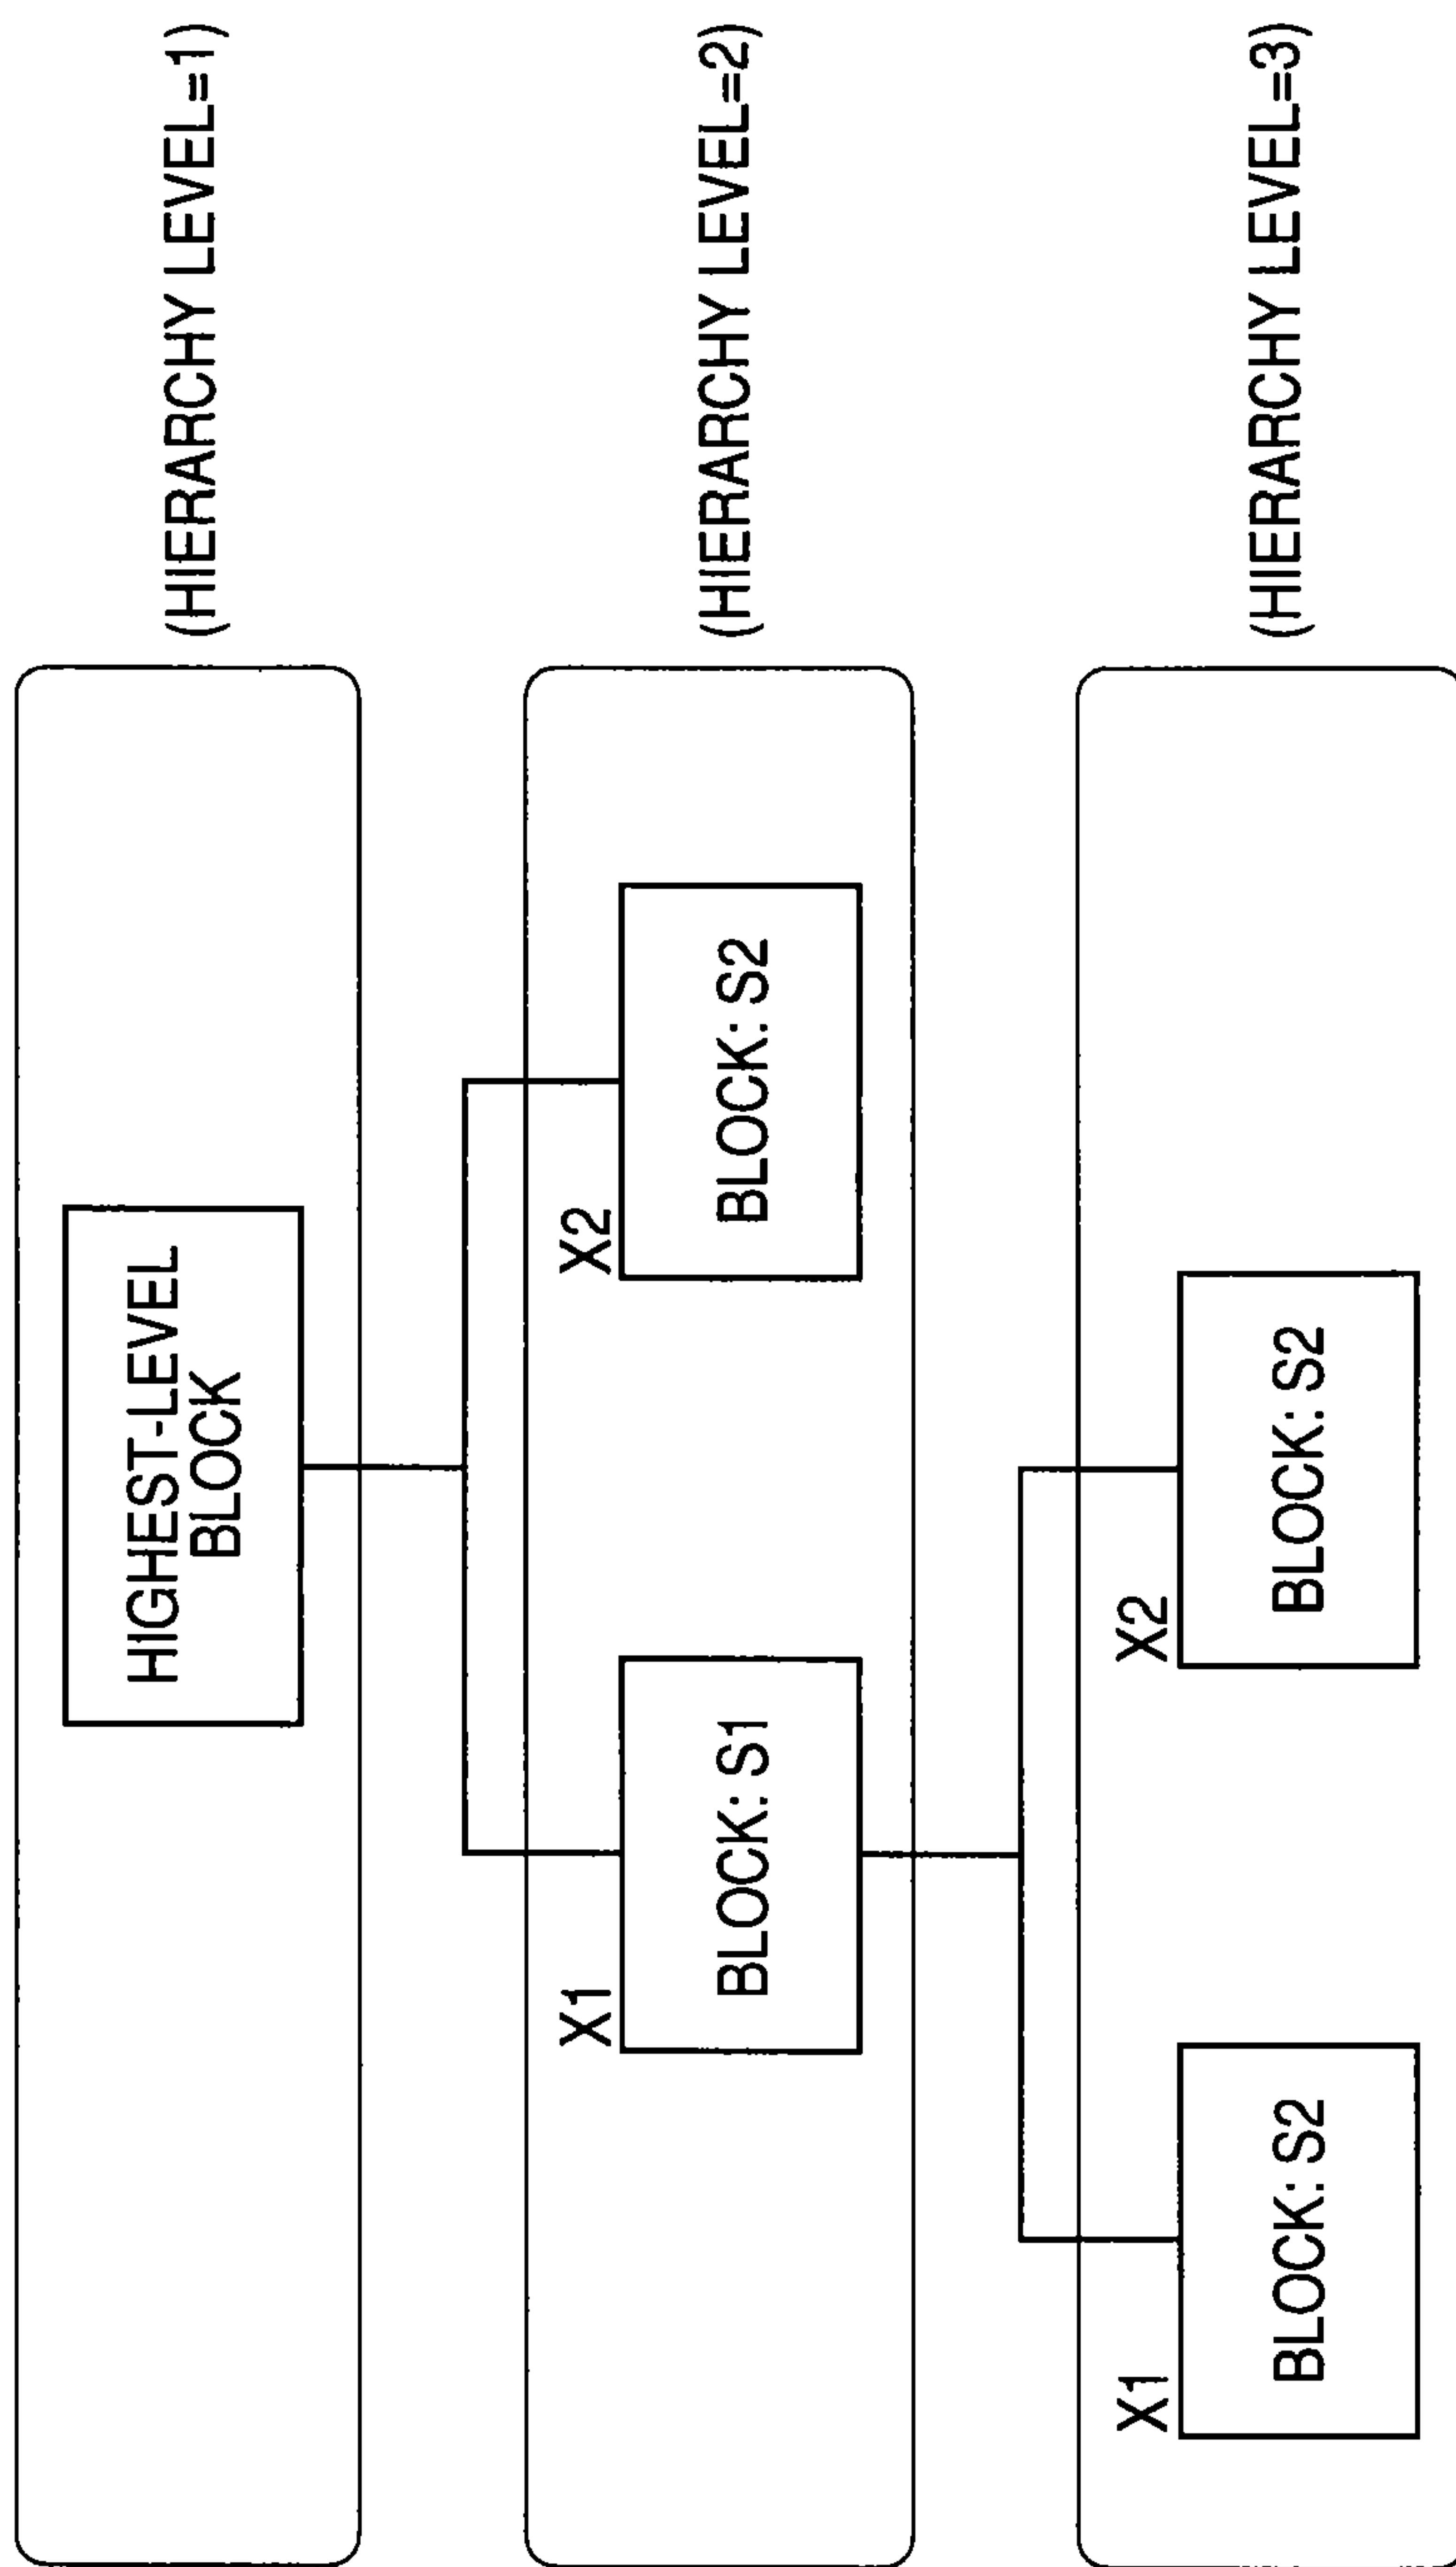 HIGHEST-LEVEL
BLOCK
(HIERARCHY LEVEL=1)
X1
BLOCK: S1
X2
BLOCK: S2
(HIERARCHY LEVEL=2)
X1
BLOCK: S2
X2
BLOCK: S2
(HIERARCHY LEVEL=3)